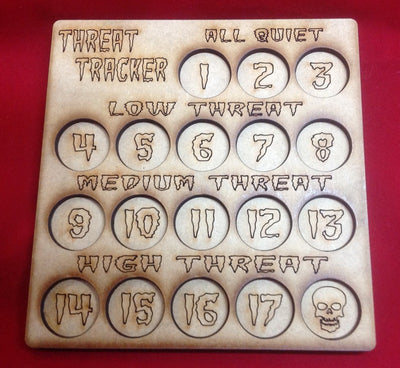 THREAT ALL QUIET
TRACKER 1 2 3
LOW THREAT
4 5 6 7 8
MEDIUM THREAT
9 10 11 12 13
HIGH THREAT
14 15 16 17